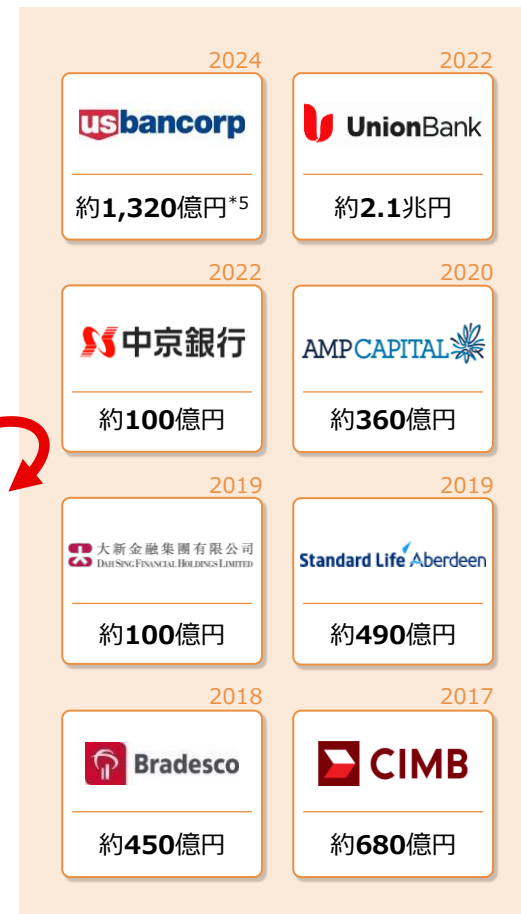 2024
usbancorp
約1,320億円*5
2022
UnionBank
約2.1兆円
2022
中京銀行
約100億円
2020
AMP CAPITAL
約360億円
2019
大新金融集團有限公司
DAH SING FINANCIAL HOLDINGS LIMITED
約100億円
2019
Standard Life Aberdeen
約490億円
2018
Bradesco
約450億円
2017
CIMB
約680億円